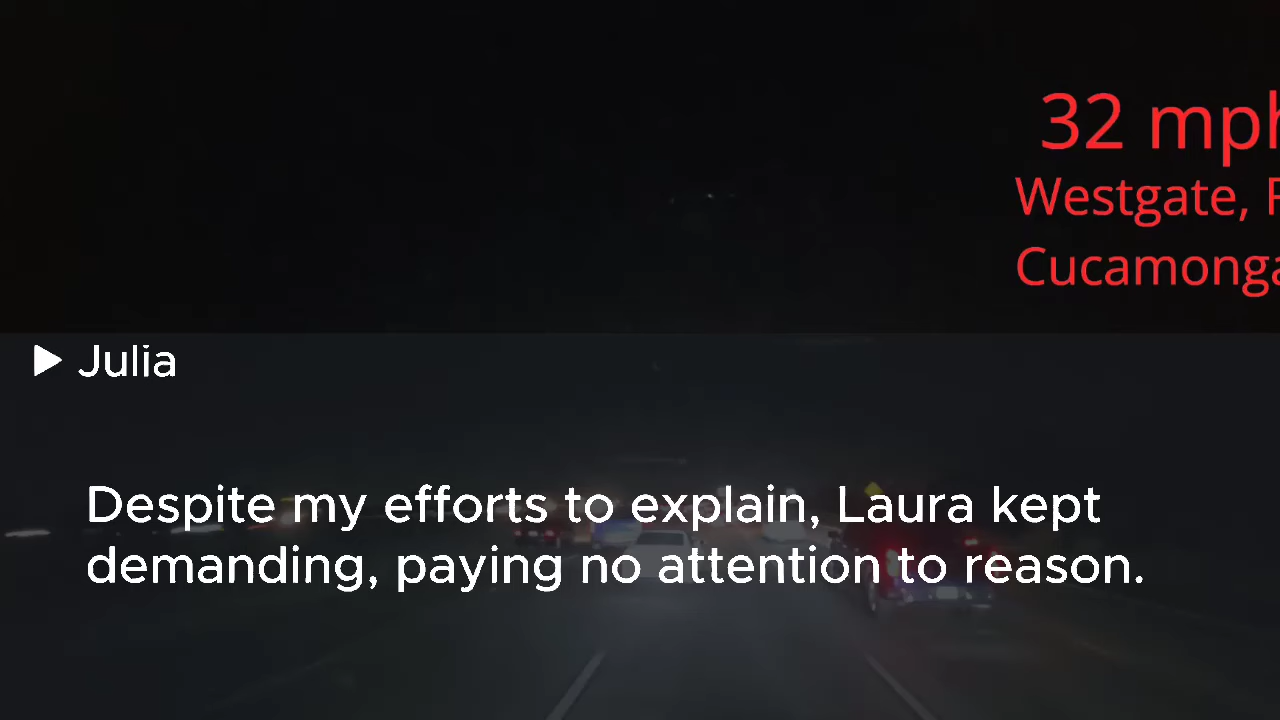 32 mph
Westgate,
Cucamonga
Julia
Despite my efforts to explain, Laura kept
demanding, paying no attention to reason.